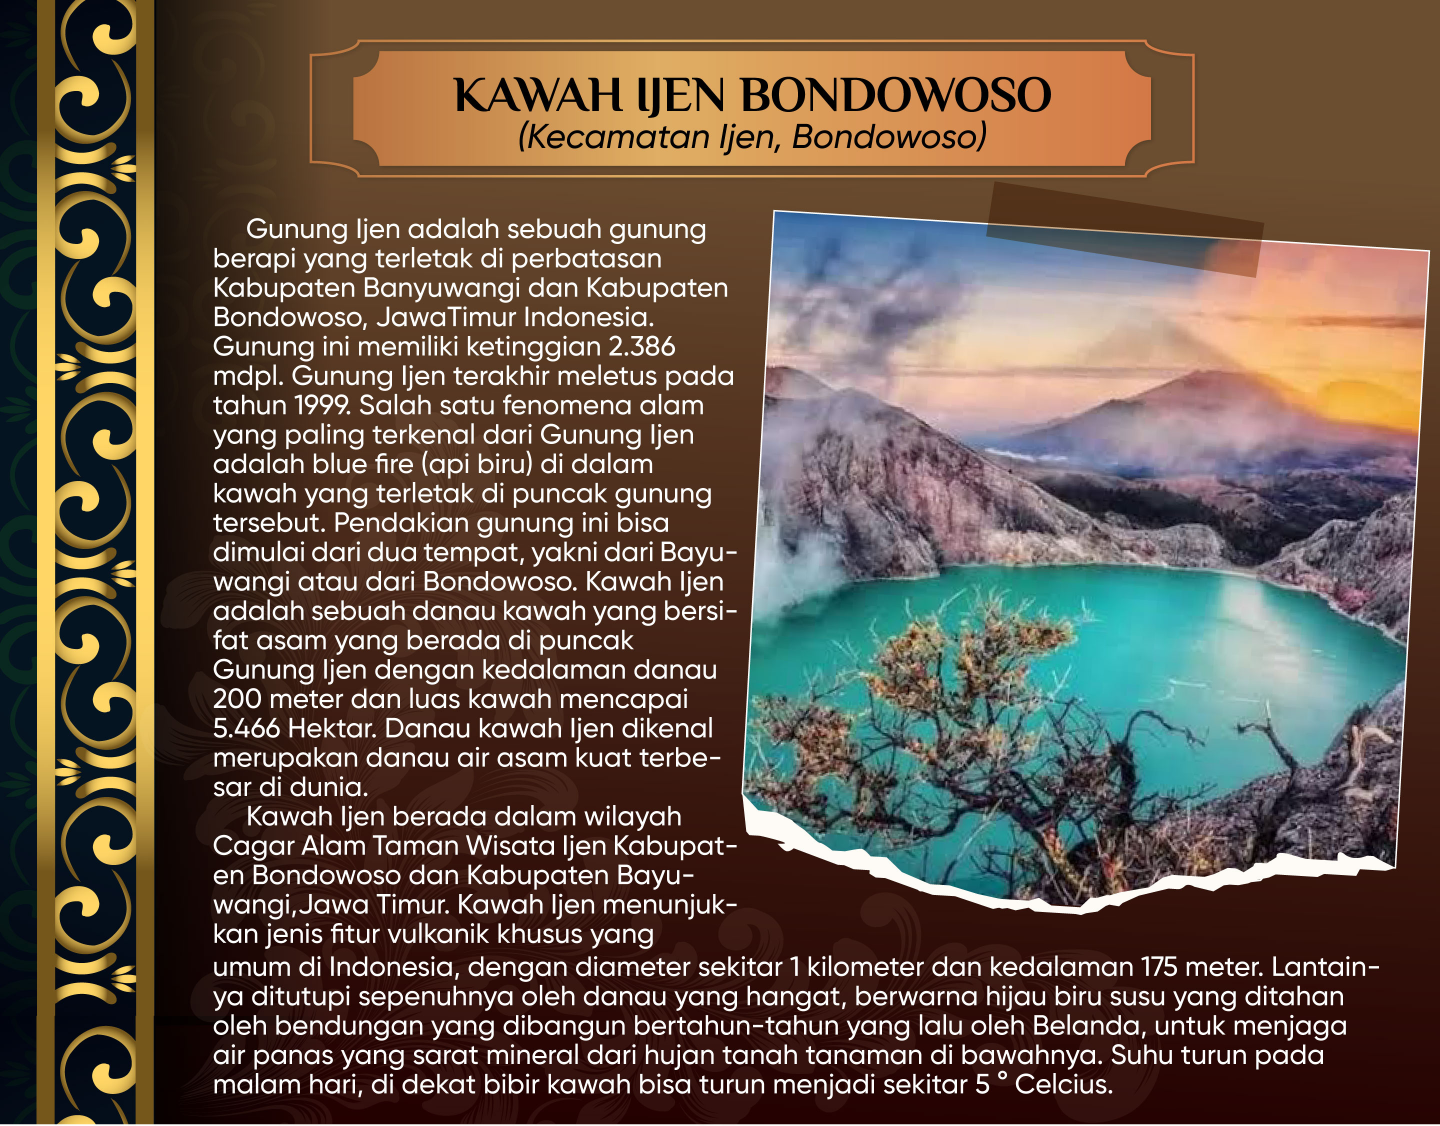 KAWAH IJEN BONDOWOSO
(Kecamatan Ijen, Bondowoso)
Gunung Ijen adalah sebuah gunung
berapi yang terletak di perbatasan
Kabupaten Banyuwangi dan Kabupaten
Bondowoso, JawaTimur Indonesia.
Gunung ini memiliki ketinggian 2.386
mdpl. Gunung Ijen terakhir meletus pada
tahun 1999. Salah satu fenomena alam
yang paling terkenal dari Gunung Ijen
adalah blue fire (api biru) di dalam
kawah yang terletak di puncak gunung
tersebut. Pendakian gunung ini bisa
dimulai dari dua tempat, yakni dari Bayu-
wangi atau dari Bondowoso. Kawah Ijen
adalah sebuah danau kawah yang bersi-
fat asam yang berada di puncak
Gunung Ijen dengan kedalaman danau
200 meter dan luas kawah mencapai
5.466 Hektar. Danau kawah Ijen dikenal
merupakan danau air asam kuat terbe-
sar di dunia.
Kawah Ijen berada dalam wilayah
Cagar Alam Taman Wisata Ijen Kabupat-
en Bondowoso dan Kabupaten Bayu-
wangi,Jawa Timur. Kawah Ijen menunjuk-
kan jenis fitur vulkanik khusus yang
umum di Indonesia, dengan diameter sekitar 1 kilometer dan kedalaman 175 meter. Lantain-
ya ditutupi sepenuhnya oleh danau yang hangat, berwarna hijau biru susu yang ditahan
oleh bendungan yang dibangun bertahun-tahun yang lalu oleh Belanda, untuk menjaga
air panas yang sarat mineral dari hujan tanah tanaman di bawahnya. Suhu turun pada
malam hari, di dekat bibir kawah bisa turun menjadi sekitar 5 ° Celcius.